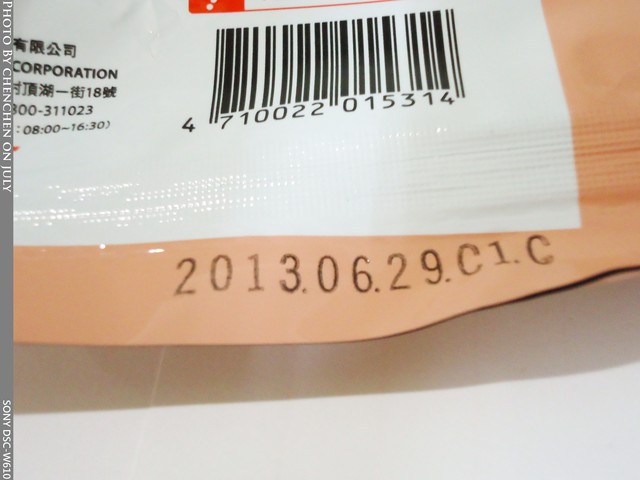 有限公司
CORPORATION
村頂湖一街18號
800-311023
: 08:00~16:30)
4 710022 015314
2013.06.29.C1.C
PHOTO BY CHENCHEN ON JULY
SONY DSC-W610